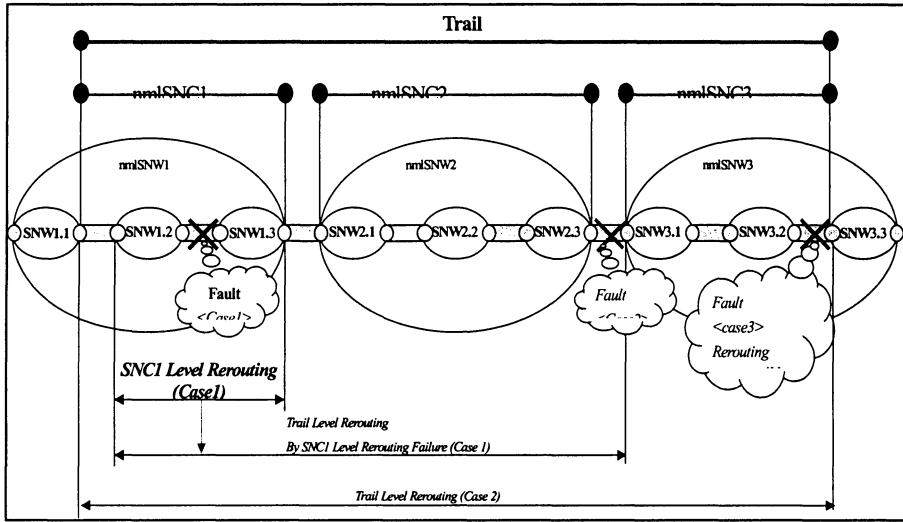 Trail
nmlSNC1 nmlSNC2 nmlSNC3
nmlSNW1 nmlSNW2 nmlSNW3
SNW1.1 SNW1.2 SNW1.3 SNW2.1 SNW2.2 SNW2.3 SNW3.1 SNW3.2 SNW3.3
Fault
<Case1>
Fault
Fault
<case3>
Rerouting
SNC1 Level Rerouting
(Case1)
Trail Level Rerouting
By SNC1 Level Rerouting Failure (Case 1)
Trail Level Rerouting (Case 2)